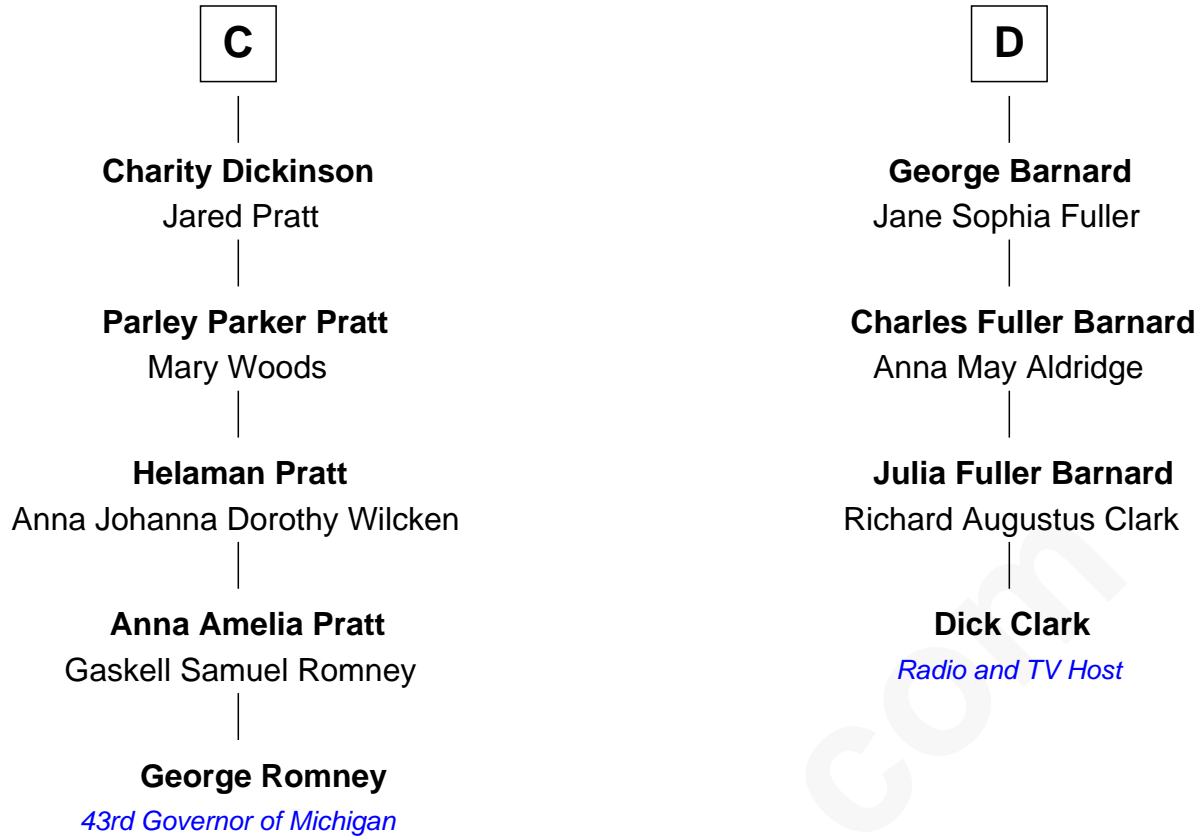 C
Charity Dickinson
Jared Pratt
Parley Parker Pratt
Mary Woods
Helaman Pratt
Anna Johanna Dorothy Wilcken
Anna Amelia Pratt
Gaskell Samuel Romney
George Romney
43rd Governor of Michigan
D
George Barnard
Jane Sophia Fuller
Charles Fuller Barnard
Anna May Aldridge
Julia Fuller Barnard
Richard Augustus Clark
Dick Clark
Radio and TV Host
com